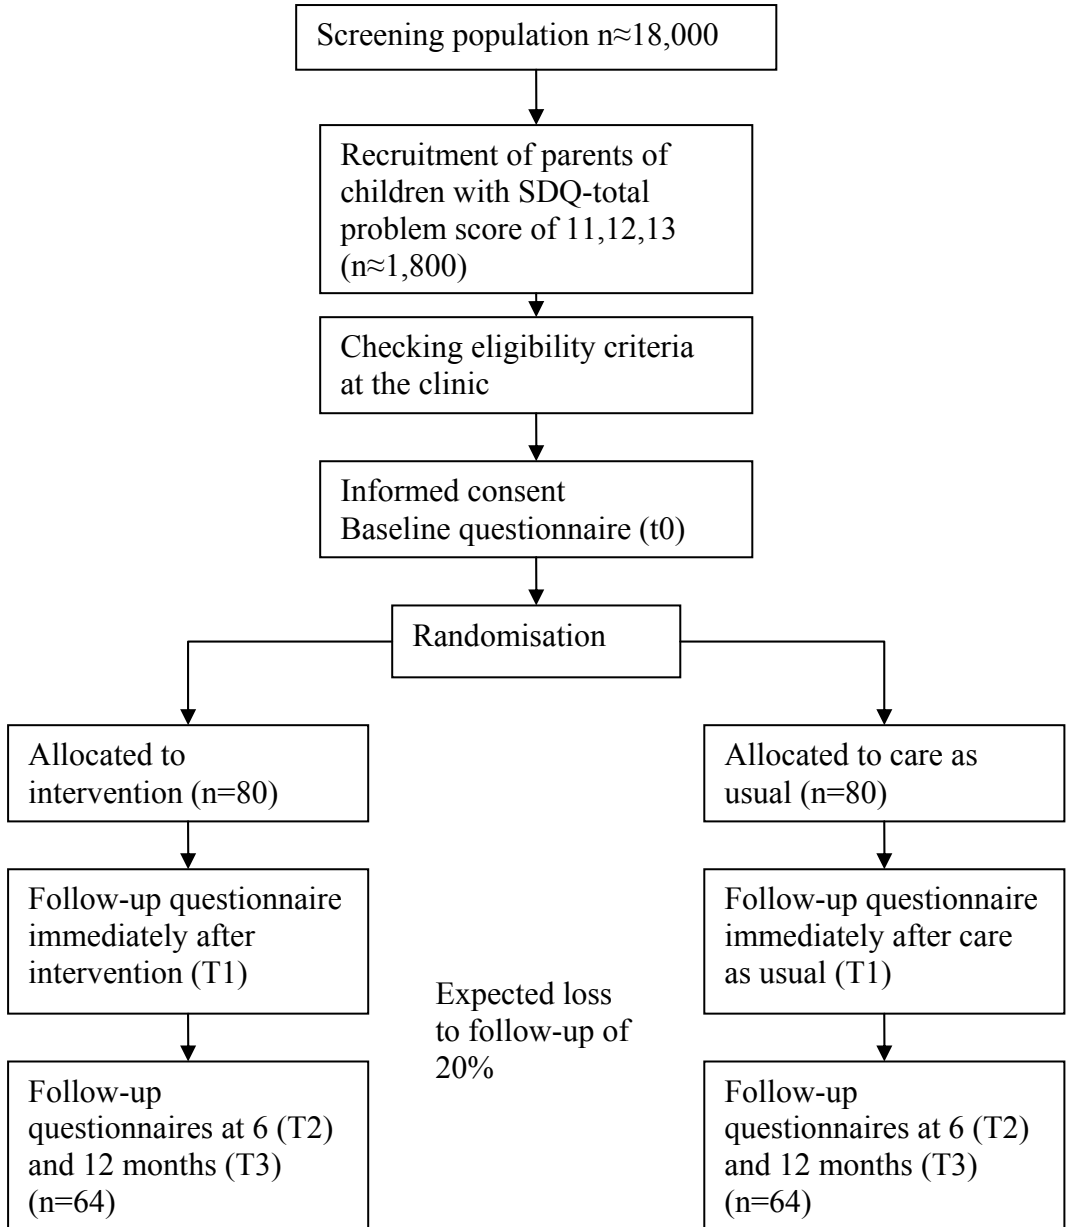 Screening population n≈18,000
Recruitment of parents of
children with SDQ-total
problem score of 11,12,13
(n≈1,800)
Checking eligibility criteria
at the clinic
Informed consent
Baseline questionnaire (t0)
Randomisation
Allocated to
intervention (n=80)
Allocated to care as
usual (n=80)
Follow-up questionnaire
immediately after
intervention (T1)
Follow-up questionnaire
immediately after care
as usual (T1)
Expected loss
to follow-up of
20%
Follow-up
questionnaires at 6 (T2)
and 12 months (T3)
(n=64)
Follow-up
questionnaires at 6 (T2)
and 12 months (T3)
(n=64)